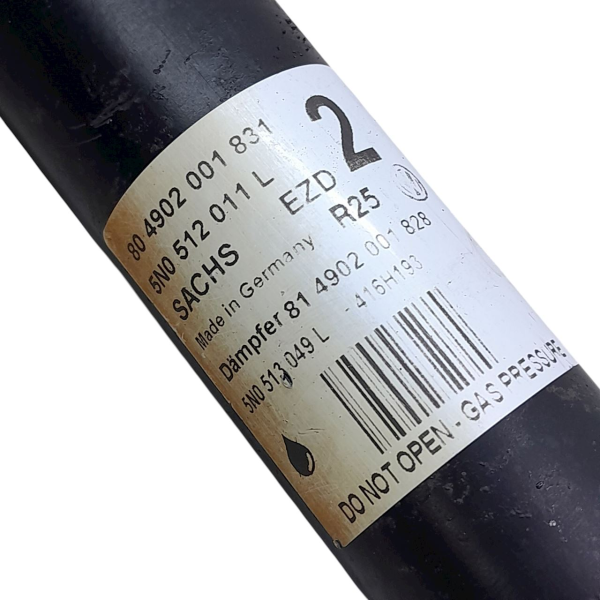 80 4902 001 831
2
5N0 512 011 L
EZD
SACHS
R25
Made in Germany
Dämpfer 81 4902 001 828
5N0 513 049 L - 416H193
DO NOT OPEN - GAS PRESSURE